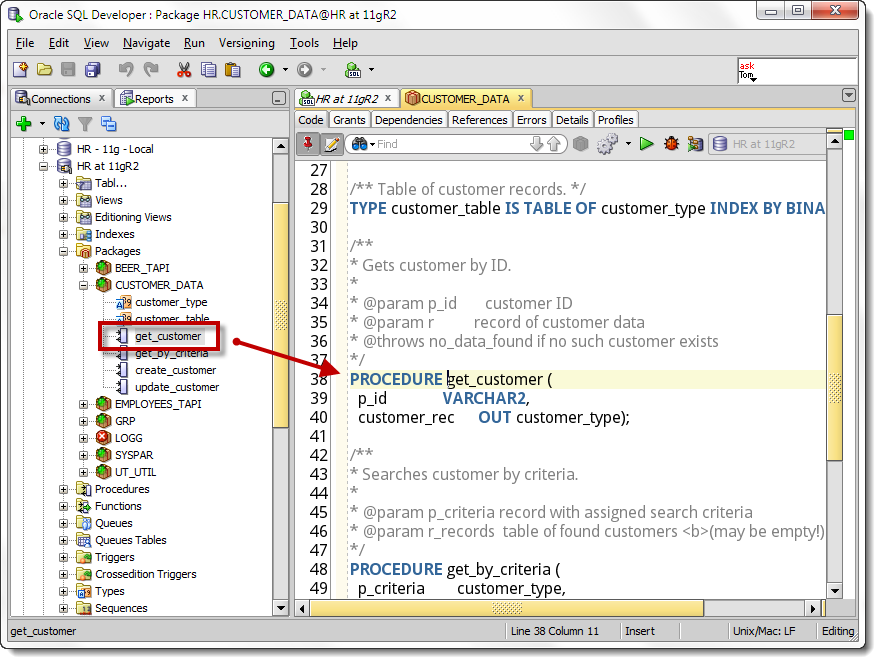 Oracle SQL Developer : Package HR.CUSTOMER_DATA@HR at 11gR2
File Edit View Navigate Run Versioning Tools Help
SQL
ask
Tom
Connections x Reports x
HR - 11g - Local
HR at 11gR2
Tabl...
Views
Editioning Views
Indexes
Packages
BEER_TAPI
CUSTOMER_DATA
customer_type
customer_table
get_customer
get_by_criteria
create_customer
update_customer
EMPLOYEES_TAPI
GRP
LOGG
SYSPAR
UT_UTIL
Procedures
Functions
Queues
Queues Tables
Triggers
Crossedition Triggers
Types
Sequences
HR at 11gR2 x CUSTOMER_DATA x
Code Grants Dependencies References Errors Details Profiles
Find HR at 11gR2
27
28 /** Table of customer records. */
29 TYPE customer_table IS TABLE OF customer_type INDEX BY BINA
30
31 /**
32 * Gets customer by ID.
33 *
34 * @param p_id customer ID
35 * @param r record of customer data
36 * @throws no_data_found if no such customer exists
37 */
38 PROCEDURE get_customer (
39 p_id VARCHAR2,
40 customer_rec OUT customer_type);
41
42 /**
43 * Searches customer by criteria.
44 *
45 * @param p_criteria record with assigned search criteria
46 * @param r_records table of found customers <b>(may be empty!)
47 */
48 PROCEDURE get_by_criteria (
49 p_criteria customer_type,
get_customer Line 38 Column 11 Insert Unix/Mac: LF Editing